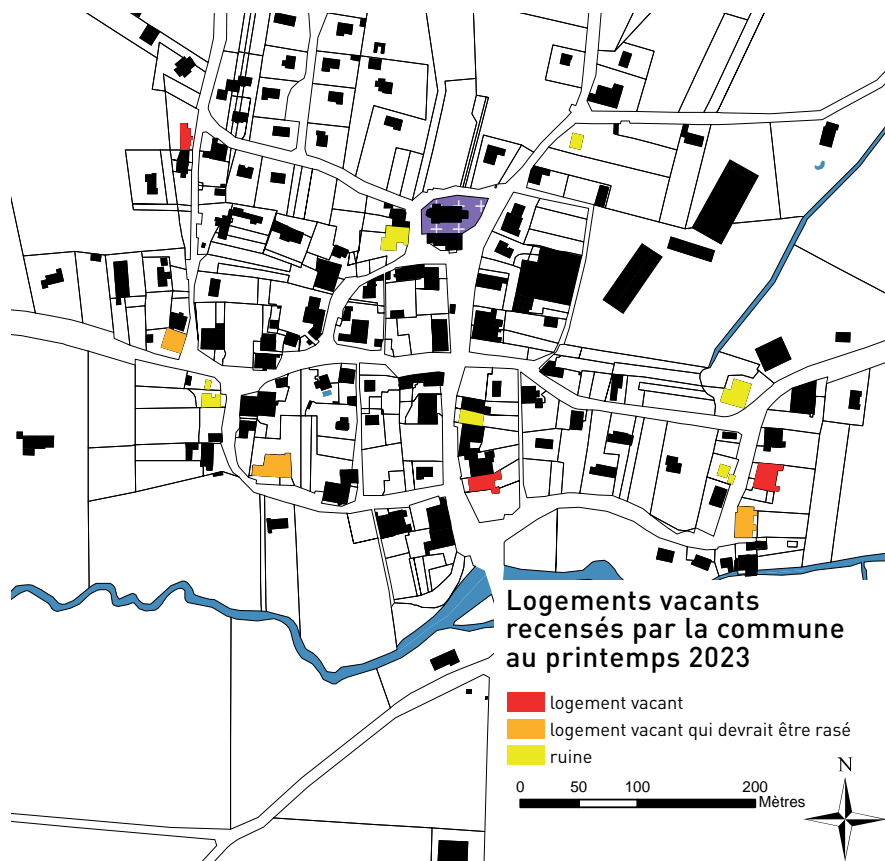 Logements vacants
recensés par la commune
au printemps 2023
logement vacant
logement vacant qui devrait être rasé
ruine
N
0 50 100 200
Mètres